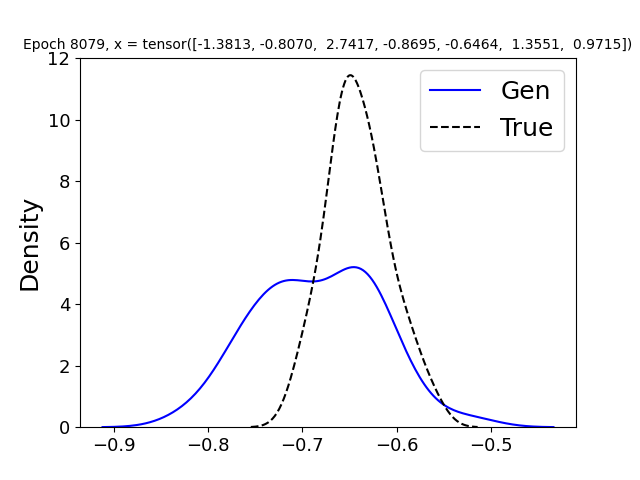 Epoch 8079, x = tensor([-1.3813, -0.8070,  2.7417, -0.8695, -0.6464,  1.3551,  0.9715])
12
10
8
6
4
2
0
Density
Gen
True
−0.9 −0.8 −0.7 −0.6 −0.5